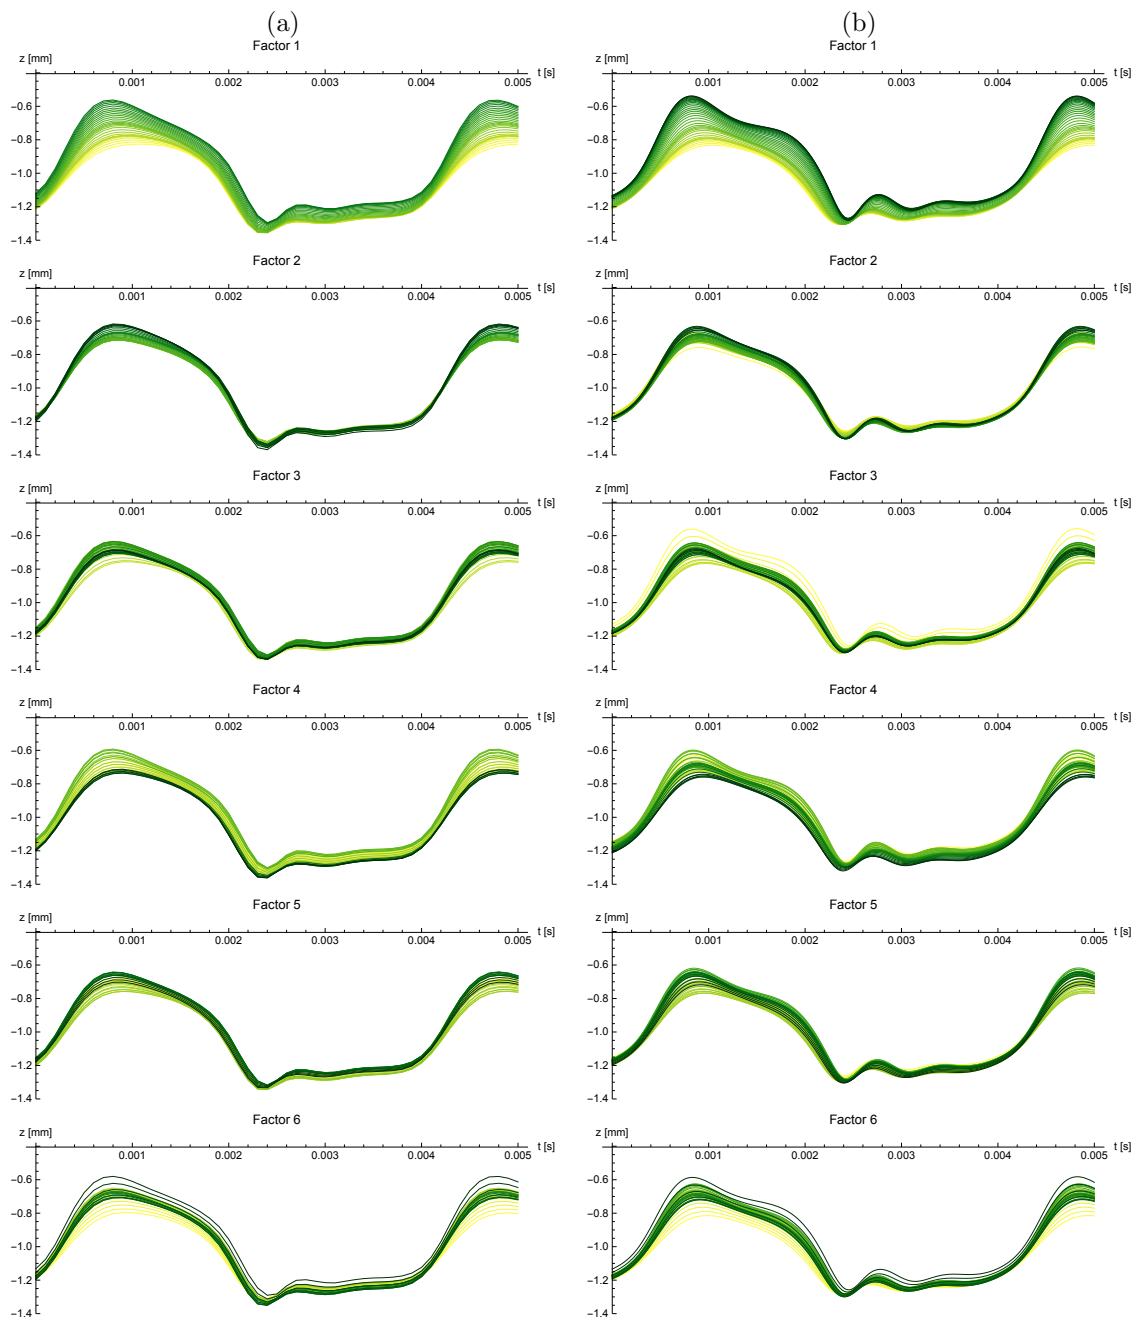 (a) (b)
Factor 1 Factor 1
z [mm] z [mm]
t [s] t [s]
0.001 0.002 0.003 0.004 0.005 0.001 0.002 0.003 0.004 0.005
−0.6 −0.6
−0.8 −0.8
−1.0 −1.0
−1.2 −1.2
−1.4 −1.4
Factor 2 Factor 2
z [mm] z [mm]
t [s] t [s]
0.001 0.002 0.003 0.004 0.005 0.001 0.002 0.003 0.004 0.005
−0.6 −0.6
−0.8 −0.8
−1.0 −1.0
−1.2 −1.2
−1.4 −1.4
Factor 3 Factor 3
z [mm] z [mm]
t [s] t [s]
0.001 0.002 0.003 0.004 0.005 0.001 0.002 0.003 0.004 0.005
−0.6 −0.6
−0.8 −0.8
−1.0 −1.0
−1.2 −1.2
−1.4 −1.4
Factor 4 Factor 4
z [mm] z [mm]
t [s] t [s]
0.001 0.002 0.003 0.004 0.005 0.001 0.002 0.003 0.004 0.005
−0.6 −0.6
−0.8 −0.8
−1.0 −1.0
−1.2 −1.2
−1.4 −1.4
Factor 5 Factor 5
z [mm] z [mm]
t [s] t [s]
0.001 0.002 0.003 0.004 0.005 0.001 0.002 0.003 0.004 0.005
−0.6 −0.6
−0.8 −0.8
−1.0 −1.0
−1.2 −1.2
−1.4 −1.4
Factor 6 Factor 6
z [mm] z [mm]
t [s] t [s]
0.001 0.002 0.003 0.004 0.005 0.001 0.002 0.003 0.004 0.005
−0.6 −0.6
−0.8 −0.8
−1.0 −1.0
−1.2 −1.2
−1.4 −1.4